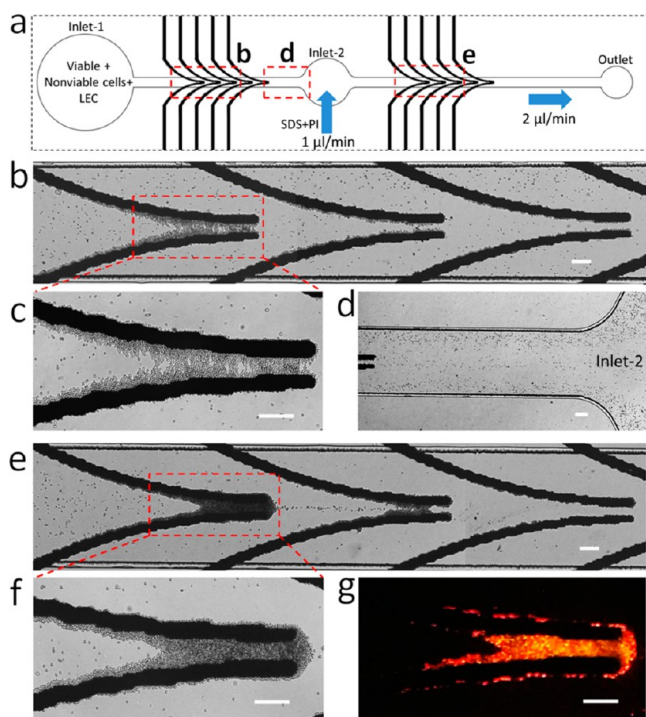 a
Inlet-1
Viable +
Nonviable cells+
LEC
b
d
Inlet-2
SDS+PI
1 µl/min
e
Outlet
2 µl/min
b
c
d
Inlet-2
e
f
g